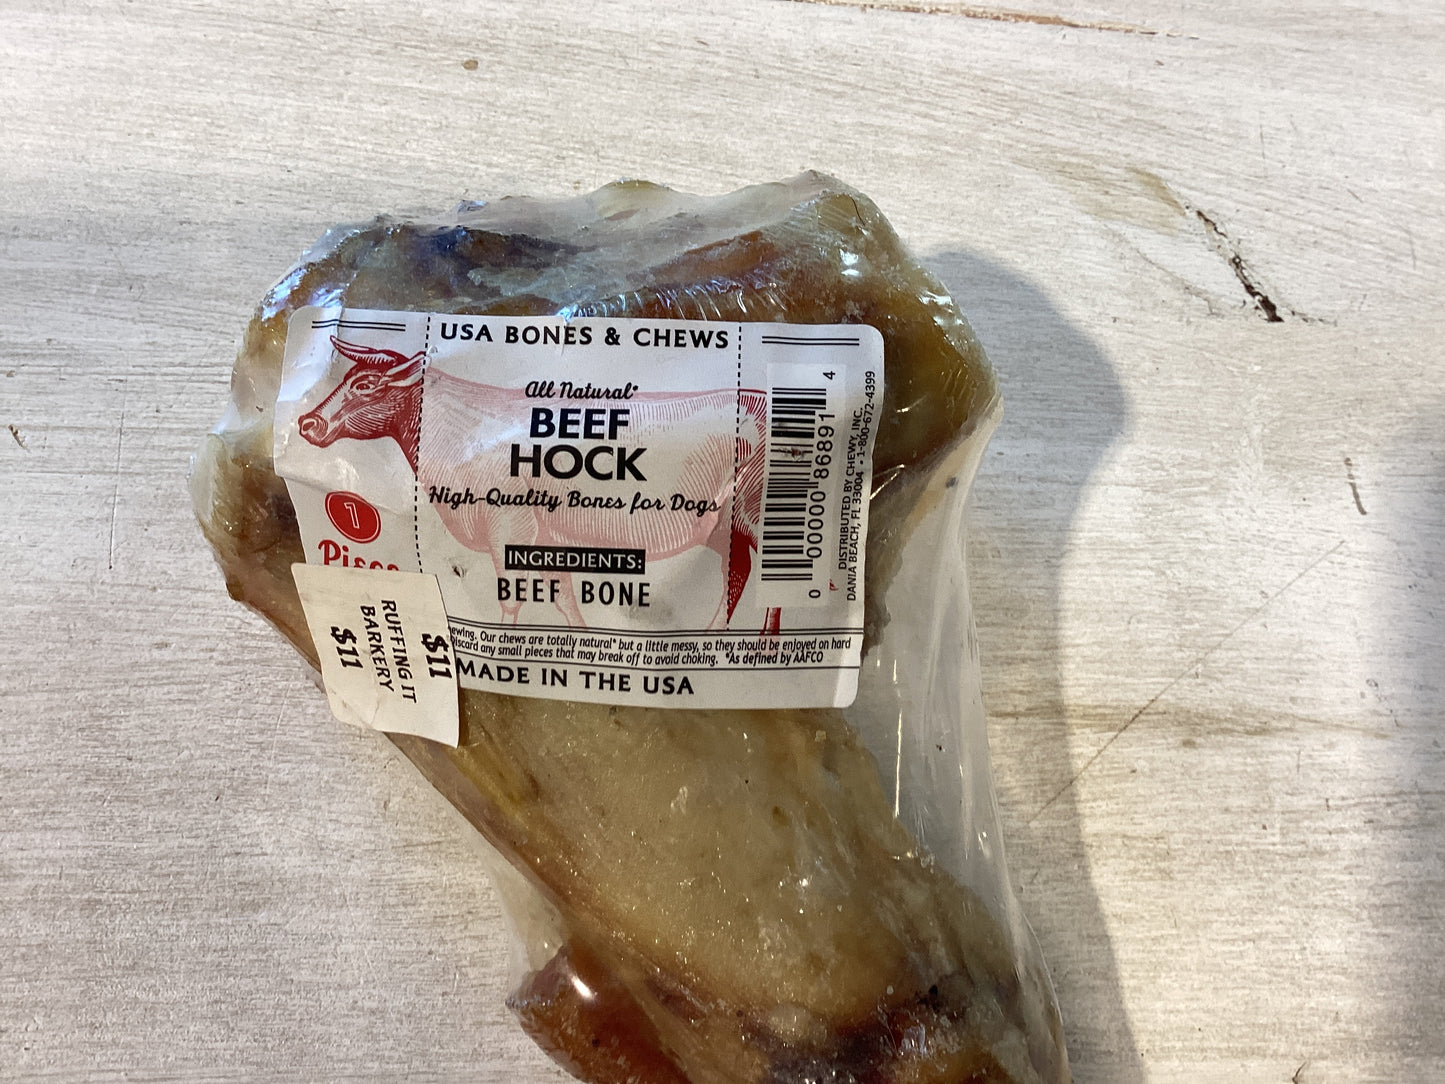 USA BONES & CHEWS
All Natural*
BEEF
HOCK
High-Quality Bones for Dogs
1
INGREDIENTS:
BEEF BONE
Our chews are totally natural* but a little messy, so they should be enjoyed on hard
any small pieces that may break off to avoid choking. *As defined by AAFCO
MADE IN THE USA
0 00000 86891 4
DISTRIBUTED BY CHEWY, INC.
DANIA BEACH, FL 33004 • 1-800-672-4399
$11
RUFFING IT
BARKERY
$11